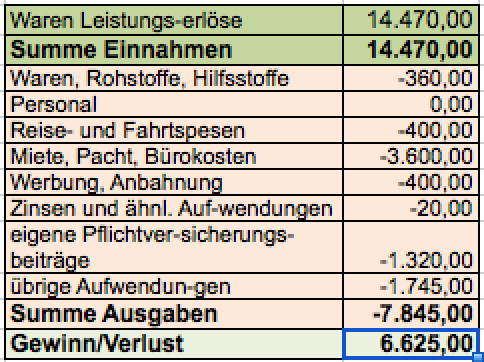 Waren Leistungs-erlöse 14.470,00
Summe Einnahmen 14.470,00
Waren, Rohstoffe, Hilfsstoffe -360,00
Personal 0,00
Reise- und Fahrtspesen -400,00
Miete, Pacht, Bürokosten -3.600,00
Werbung, Anbahnung -400,00
Zinsen und ähnl. Auf-wendungen -20,00
eigene Pflichtver-sicherungs-
beiträge -1.320,00
übrige Aufwendun-gen -1.745,00
Summe Ausgaben -7.845,00
Gewinn/Verlust 6.625,00